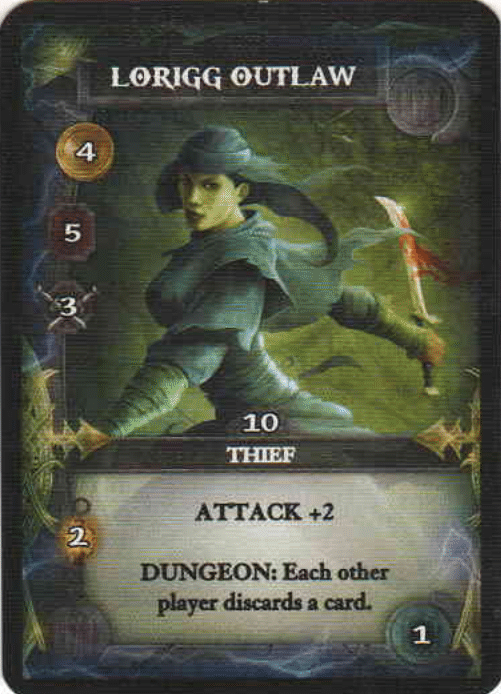 LORIGG OUTLAW
4
5
3
10
THIEF
ATTACK +2
2
DUNGEON: Each other
player discards a card.
1